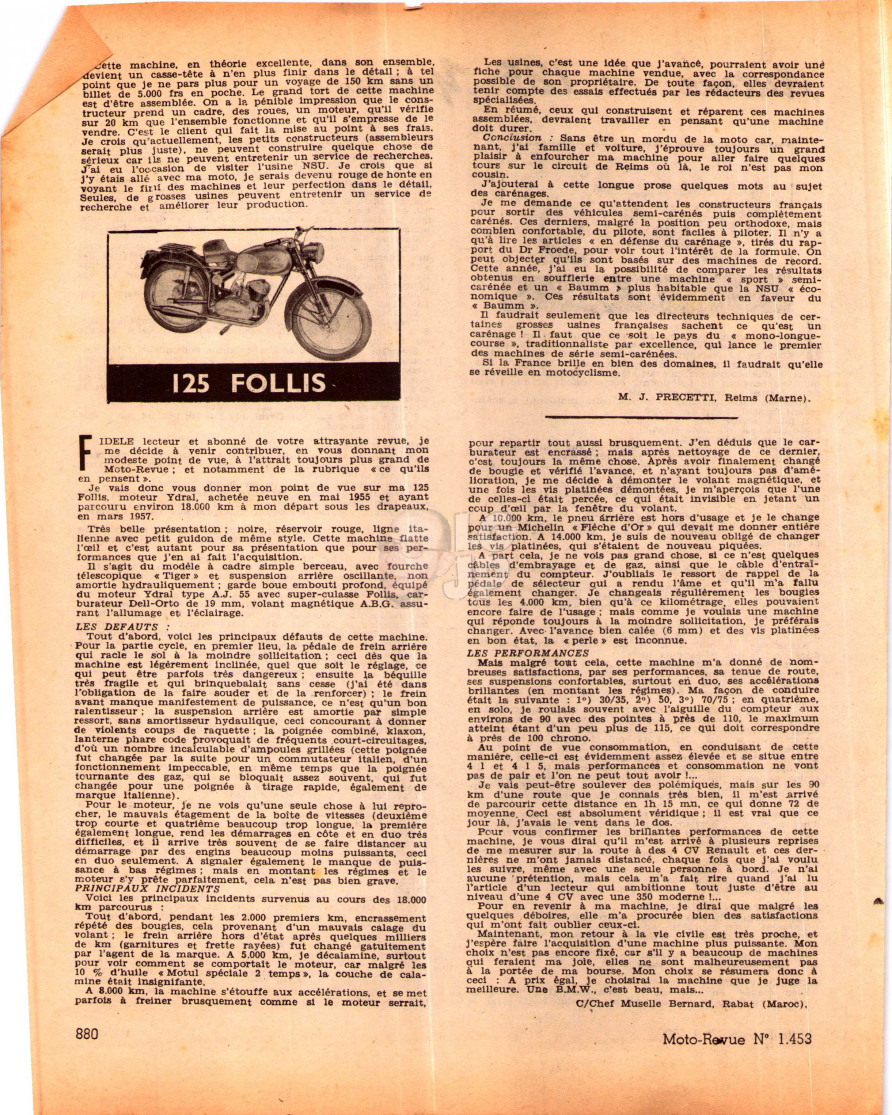 Cette machine, en théorie excellente, dans son ensemble,
devient un casse-tête à n'en plus finir dans le détail ; à tel
point que je ne pars plus pour un voyage de 150 km sans un
billet de 5.000 frs en poche. Le grand tort de cette machine
est d'être assemblée. On a la pénible impression que le cons-
tructeur prend un cadre, des roues, un moteur, qu'il vérifie
sur 20 km que l'ensemble fonctionne et qu'il s'empresse de le
vendre. C'est le client qui fait la mise au point à ses frais.
Je crois qu'actuellement, les petits constructeurs (assembleurs
serait plus juste), ne peuvent construire quelque chose de
sérieux car ils ne peuvent entretenir un service de recherches.
J'ai eu l'occasion de visiter l'usine NSU. Je crois que si
j'y étais allé avec ma moto, je serais devenu rouge de honte en
voyant le fini des machines et leur perfection dans le détail.
Seules, de grosses usines peuvent entretenir un service de
recherche et améliorer leur production.
125 FOLLIS
FIDELE lecteur et abonné de votre attrayante revue, je
me décide à venir contribuer, en vous donnant mon
modeste point de vue, à l'attrait toujours plus grand de
Moto-Revue ; et notamment de la rubrique « ce qu'ils
en pensent ».
Je vais donc vous donner mon point de vue sur ma 125
Follis, moteur Ydral, achetée neuve en mai 1955 et ayant
parcouru environ 18.000 km à mon départ sous les drapeaux,
en mars 1957.
Très belle présentation ; noire, réservoir rouge, ligne ita-
lienne avec petit guidon de même style. Cette machine flatte
l'œil et c'est autant pour sa présentation que pour ses per-
formances que j'en ai fait l'acquisition.
Il s'agit du modèle à cadre simple berceau, avec fourche
télescopique « Tiger » et suspension arrière oscillante, non
amortie hydrauliquement ; garde boue embouti profond, équipé
du moteur Ydral type A.J. 55 avec super-culasse Follis, car-
burateur Dell-Orto de 19 mm, volant magnétique A.B.G. assu-
rant l'allumage et l'éclairage.
LES DEFAUTS :
Tout d'abord, voici les principaux défauts de cette machine.
Pour la partie cycle, en premier lieu, la pédale de frein arrière
qui racle le sol à la moindre sollicitation ; ceci dès que la
machine est légèrement inclinée, quel que soit le réglage, ce
qui peut être parfois très dangereux ; ensuite la béquille
très fragile et qui brinquebalait sans cesse (j'ai été dans
l'obligation de la faire souder et de la renforcer) ; le frein
avant manque manifestement de puissance, ce n'est qu'un bon
ralentisseur ; la suspension arrière est amortie par simple
ressort, sans amortisseur hydraulique, ceci concourant à donner
de violents coups de raquette ; la poignée combiné, klaxon,
lanterne phare code provoquait de fréquents court-circuitages,
d'où un nombre incalculable d'ampoules grillées (cette poignée
fut changée par la suite pour un commutateur italien, d'un
fonctionnement impeccable, en même temps que la poignée
tournante des gaz, qui se bloquait assez souvent, qui fut
changée pour une poignée à tirage rapide, également de
marque italienne).
Pour le moteur, je ne vois qu'une seule chose à lui repro-
cher, le mauvais étagement de la boîte de vitesses (deuxième
trop courte et quatrième beaucoup trop longue, la première
également longue, rend les démarrages en côte et en duo très
difficiles, et il arrive très souvent de se faire distancer au
démarrage par des engins beaucoup moins puissants, ceci
en duo seulement. A signaler également le manque de puis-
sance à bas régimes ; mais en montant les régimes et le
moteur s'y prête parfaitement, cela n'est pas bien grave.
PRINCIPAUX INCIDENTS
Voici les principaux incidents survenus au cours des 18.000
km parcourus :
Tout d'abord, pendant les 2.000 premiers km, encrassement
répété des bougies, cela provenant d'un mauvais calage du
volant ; le frein arrière hors d'état après quelques milliers
de km (garnitures et frette rayées) fut changé gatuitement
par l'agent de la marque. A 5.000 km, je décalamine, surtout
pour voir comment se comportait le moteur, car malgré les
10 % d'huile « Motul spéciale 2 temps », la couche de cala-
mine était insignifante.
A 8.000 km, la machine s'étouffe aux accélérations, et se met
parfois à freiner brusquement comme si le moteur serrait,
880
Les usines, c'est une idée que j'avance, pourraient avoir une
fiche pour chaque machine vendue, avec la correspondance
possible de son propriétaire. De toute façon, elles devraient
tenir compte des essais effectués par les rédacteurs des revues
spécialisées.
En résumé, ceux qui construisent et réparent ces machines
assemblées, devraient travailler en pensant qu'une machine
doit durer.
Conclusion : Sans être un mordu de la moto car, mainte-
nant, j'ai famille et voiture, j'éprouve toujours un grand
plaisir à enfourcher ma machine pour aller faire quelques
tours sur le circuit de Reims où là, le roi n'est pas mon
cousin.
J'ajouterai à cette longue prose quelques mots au sujet
des carénages.
Je me demande ce qu'attendent les constructeurs français
pour sortir des véhicules semi-carénés puis complètement
carénés. Ces derniers, malgré la position peu orthodoxe, mais
combien confortable, du pilote, sont faciles à piloter. Il n'y a
qu'à lire les articles « en défense du carénage », tirés du rap-
port du Dr Froede, pour voir tout l'intérêt de la formule. On
peut objecter qu'ils sont basés sur des machines de record.
Cette année, j'ai eu la possibilité de comparer les résultats
obtenus en soufflerie entre une machine « sport » semi-
carénée et un « Baumm » plus habitable que la NSU « éco-
nomique ». Ces résultats sont évidemment en faveur du
« Baumm ».
Il faudrait seulement que les directeurs techniques de cer-
taines grosses usines françaises sachent ce qu'est un
carénage ! Il faut que ce soit le pays du « mono-longue-
course », traditionnaliste par excellence, qui lance le premier
des machines de série semi-carénées.
Si la France brille en bien des domaines, il faudrait qu'elle
se réveille en motocyclisme.
M. J. PRECETTI, Reims (Marne).
pour repartir tout aussi brusquement. J'en déduis que le car-
burateur est encrassé ; mais après nettoyage de ce dernier,
c'est toujours la même chose. Après avoir finalement changé
de bougie et vérifié l'avance, et n'ayant toujours pas d'amé-
lioration, je me décide à démonter le volant magnétique, et
une fois les vis platinées démontées, je m'aperçois que l'une
de celles-ci était percée, ce qui était invisible en jetant un
coup d'œil par la fenêtre du volant.
A 10.000 km, le pneu arrière est hors d'usage et je le change
pour un Michelin « Flèche d'Or » qui devait me donner entière
satisfaction. A 14.000 km, je suis de nouveau obligé de changer
les vis platinées, qui s'étaient de nouveau piquées.
A part cela, je ne vois pas grand chose, si ce n'est quelques
câbles d'embrayage et de gaz, ainsi que le câble d'entraî-
nement du compteur. J'oubliais le ressort de rappel de la
pédale de sélecteur qui a rendu l'âme et qu'il m'a fallu
également changer. Je changeais régulièrement les bougies
tous les 4.000 km, bien qu'à ce kilométrage, elles pouvaient
encore faire de l'usage ; mais comme je voulais une machine
qui réponde toujours à la moindre sollicitation, je préférais
changer. Avec l'avance bien calée (6 mm) et des vis platinées
en bon état, la « perle » est inconnue.
LES PERFORMANCES
Mais malgré tout cela, cette machine m'a donné de nom-
breuses satisfactions, par ses performances, sa tenue de route,
ses suspensions confortables, surtout en duo, ses accélérations
brillantes (en montant les régimes). Ma façon de conduire
était la suivante : 1°) 30/35, 2°) 50, 3°) 70/75 ; en quatrième,
en solo, je roulais souvent avec l'aiguille du compteur aux
environs de 90 avec des pointes à près de 110, le maximum
atteint étant d'un peu plus de 115, ce qui doit correspondre
à près de 100 chrono.
Au point de vue consommation, en conduisant de cette
manière, celle-ci est évidemment assez élevée et se situe entre
4 l et 4 l 5, mais performances et consommation ne vont
pas de pair et l'on ne peut tout avoir !...
Je vais peut-être soulever des polémiques, mais sur les 90
km d'une route que je connais très bien, il m'est arrivé
de parcourir cette distance en 1h 15 mn, ce qui donne 72 de
moyenne. Ceci est absolument véridique ; il est vrai que ce
jour là, j'avais le vent dans le dos.
Pour vous confirmer les brillantes performances de cette
machine, je vous dirai qu'il m'est arrivé à plusieurs reprises
de me mesurer sur la route à des 4 CV Renault et ces der-
nières ne m'ont jamais distancé, chaque fois que j'ai voulu
les suivre, même avec une seule personne à bord. Je n'ai
aucune prétention, mais cela m'a fait rire quand j'ai lu
l'article d'un lecteur qui ambitionne tout juste d'être au
niveau d'une 4 CV avec une 350 moderne !...
Pour en revenir à ma machine, je dirai que malgré les
quelques déboires, elle m'a procurée bien des satisfactions
qui m'ont fait oublier ceux-ci.
Maintenant, mon retour à la vie civile est très proche, et
j'espère faire l'acquisition d'une machine plus puissante. Mon
choix n'est pas encore fixé, car s'il y a beaucoup de machines
qui feraient ma joie, elles ne sont malheureusement pas
à la portée de ma bourse. Mon choix se résumera donc à
ceci : A prix égal, je choisirai la machine que je juge la
meilleure. Une B.M.W., c'est beau, mais...
C/Chef Muselle Bernard, Rabat (Maroc).
Moto-Revue N° 1.453